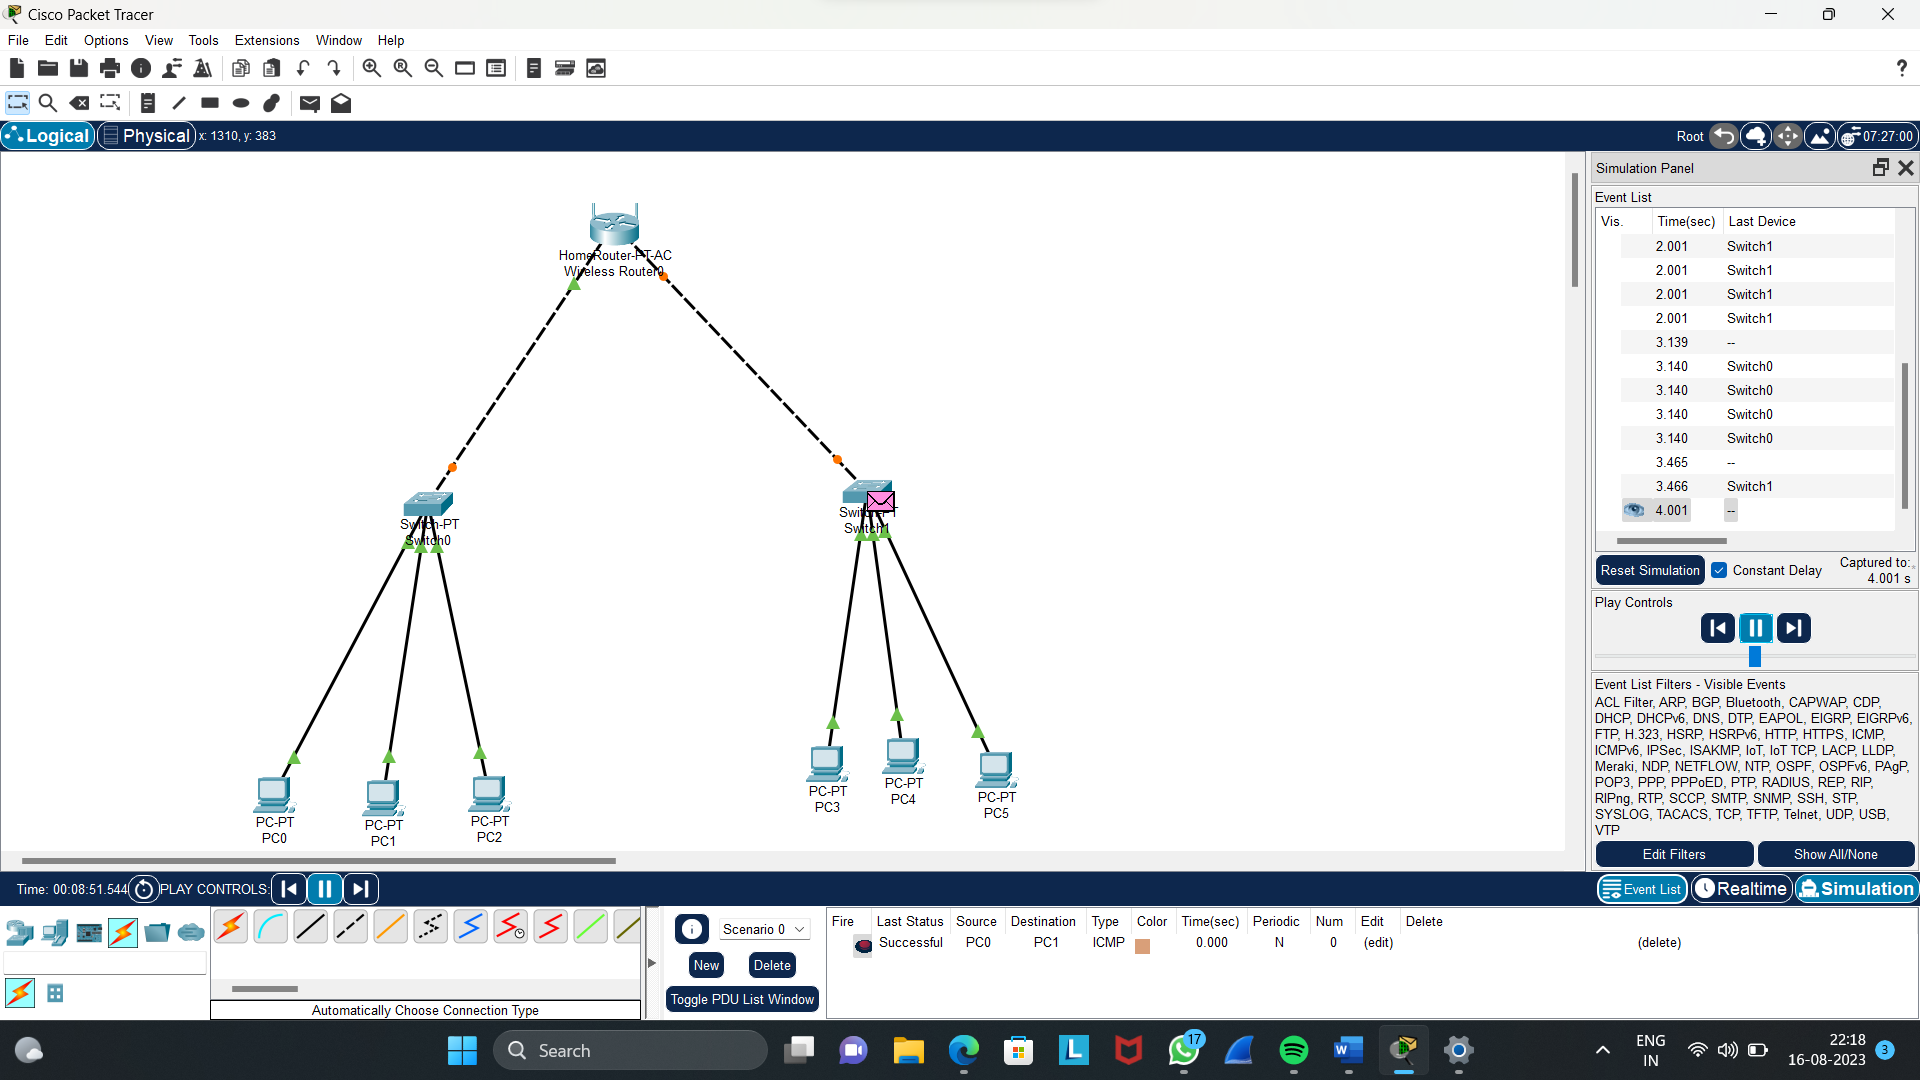 Cisco Packet Tracer
File Edit Options View Tools Extensions Window Help
?
Logical Physical x: 1310, y: 383
Root 07:27:00
HomeRouter-PT-AC
Wireless Router0
Switch-PT
Switch0
Switch-PT
Switch1
PC-PT
PC0
PC-PT
PC1
PC-PT
PC2
PC-PT
PC3
PC-PT
PC4
PC-PT
PC5
Simulation Panel
Event List
Vis. Time(sec) Last Device
2.001 Switch1
2.001 Switch1
2.001 Switch1
2.001 Switch1
3.139 --
3.140 Switch0
3.140 Switch0
3.140 Switch0
3.140 Switch0
3.465 --
3.466 Switch1
4.001 --
Reset Simulation Constant Delay Captured to:
4.001 s
Play Controls
Event List Filters - Visible Events
ACL Filter, ARP, BGP, Bluetooth, CAPWAP, CDP,
DHCP, DHCPv6, DNS, DTP, EAPOL, EIGRP, EIGRPv6,
FTP, H.323, HSRP, HSRPv6, HTTP, HTTPS, ICMP,
ICMPv6, IPSec, ISAKMP, IoT, IoT TCP, LACP, LLDP,
Meraki, NDP, NETFLOW, NTP, OSPF, OSPFv6, PAgP,
POP3, PPP, PPPoED, PTP, RADIUS, REP, RIP,
RIPng, RTP, SCCP, SMTP, SNMP, SSH, STP,
SYSLOG, TACACS, TCP, TFTP, Telnet, UDP, USB,
VTP
Edit Filters Show All/None
Time: 00:08:51.544 PLAY CONTROLS:
Event List Realtime Simulation
Automatically Choose Connection Type
Scenario 0
New Delete
Toggle PDU List Window
Fire Last Status Source Destination Type Color Time(sec) Periodic Num Edit Delete
Successful PC0 PC1 ICMP 0.000 N 0 (edit) (delete)
Search
L
17
W
ENG
IN
22:18
16-08-2023
3